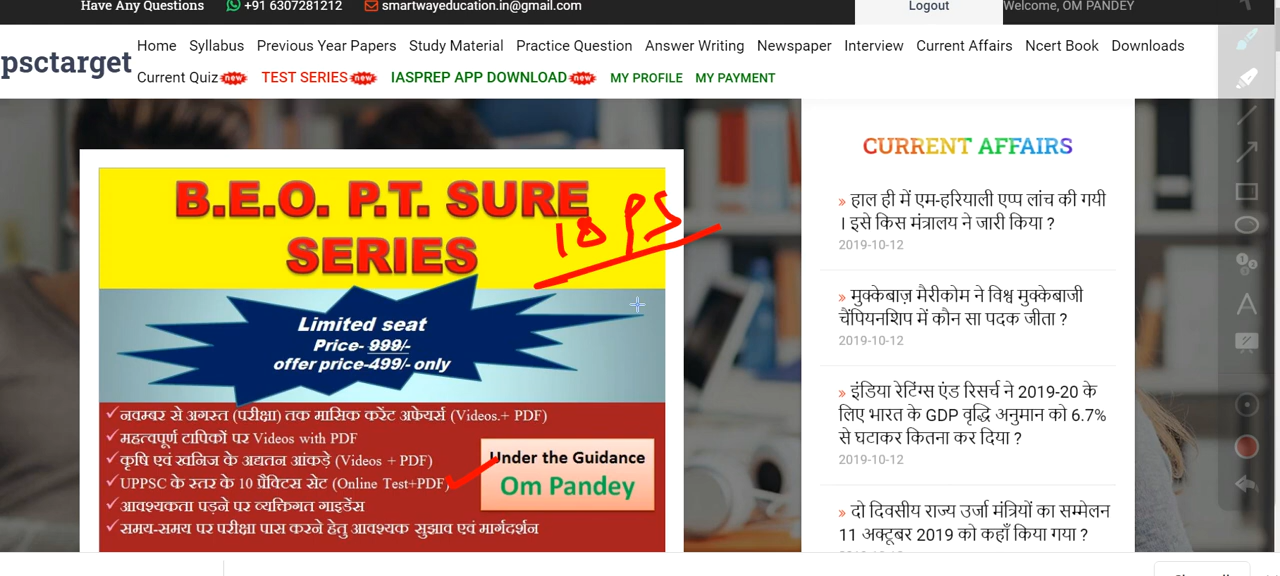 Have Any Questions +91 6307281212 smartwayeducation.in@gmail.com Logout Welcome, OM PANDEY
psctarget
Home Syllabus Previous Year Papers Study Material Practice Question Answer Writing Newspaper Interview Current Affairs Ncert Book Downloads
Current Quiz new TEST SERIES new IASPREP APP DOWNLOAD new MY PROFILE MY PAYMENT
B.E.O. P.T. SURE
SERIES
18 PS
Limited seat
Price- 999/-
offer price-499/- only
✓नवम्बर से अगस्त (परीक्षा) तक मासिक करेंट अफेयर्स (Videos.+ PDF)
✓महत्वपूर्ण टापिकों पर Videos with PDF
✓कृषि एवं खनिज के अद्यतन आंकड़े (Videos + PDF)
✓UPPSC के स्तर के 10 प्रैक्टिस सेट (Online Test+PDF)
✓आवश्यकता पड़ने पर व्यक्तिगत गाइडेंस
✓समय-समय पर परीक्षा पास करने हेतु आवश्यक सुझाव एवं मार्गदर्शन
Under the Guidance
Om Pandey
CURRENT AFFAIRS
» हाल ही में एम-हरियाली एप्प लांच की गयी
। इसे किस मंत्रालय ने जारी किया ?
2019-10-12
» मुक्केबाज़ मैरीकोम ने विश्व मुक्केबाजी
चैंपियनशिप में कौन सा पदक जीता ?
2019-10-12
» इंडिया रेटिंग्स एंड रिसर्च ने 2019-20 के
लिए भारत के GDP वृद्धि अनुमान को 6.7%
से घटाकर कितना कर दिया ?
2019-10-12
» दो दिवसीय राज्य उर्जा मंत्रियों का सम्मेलन
11 अक्टूबर 2019 को कहाँ किया गया ?